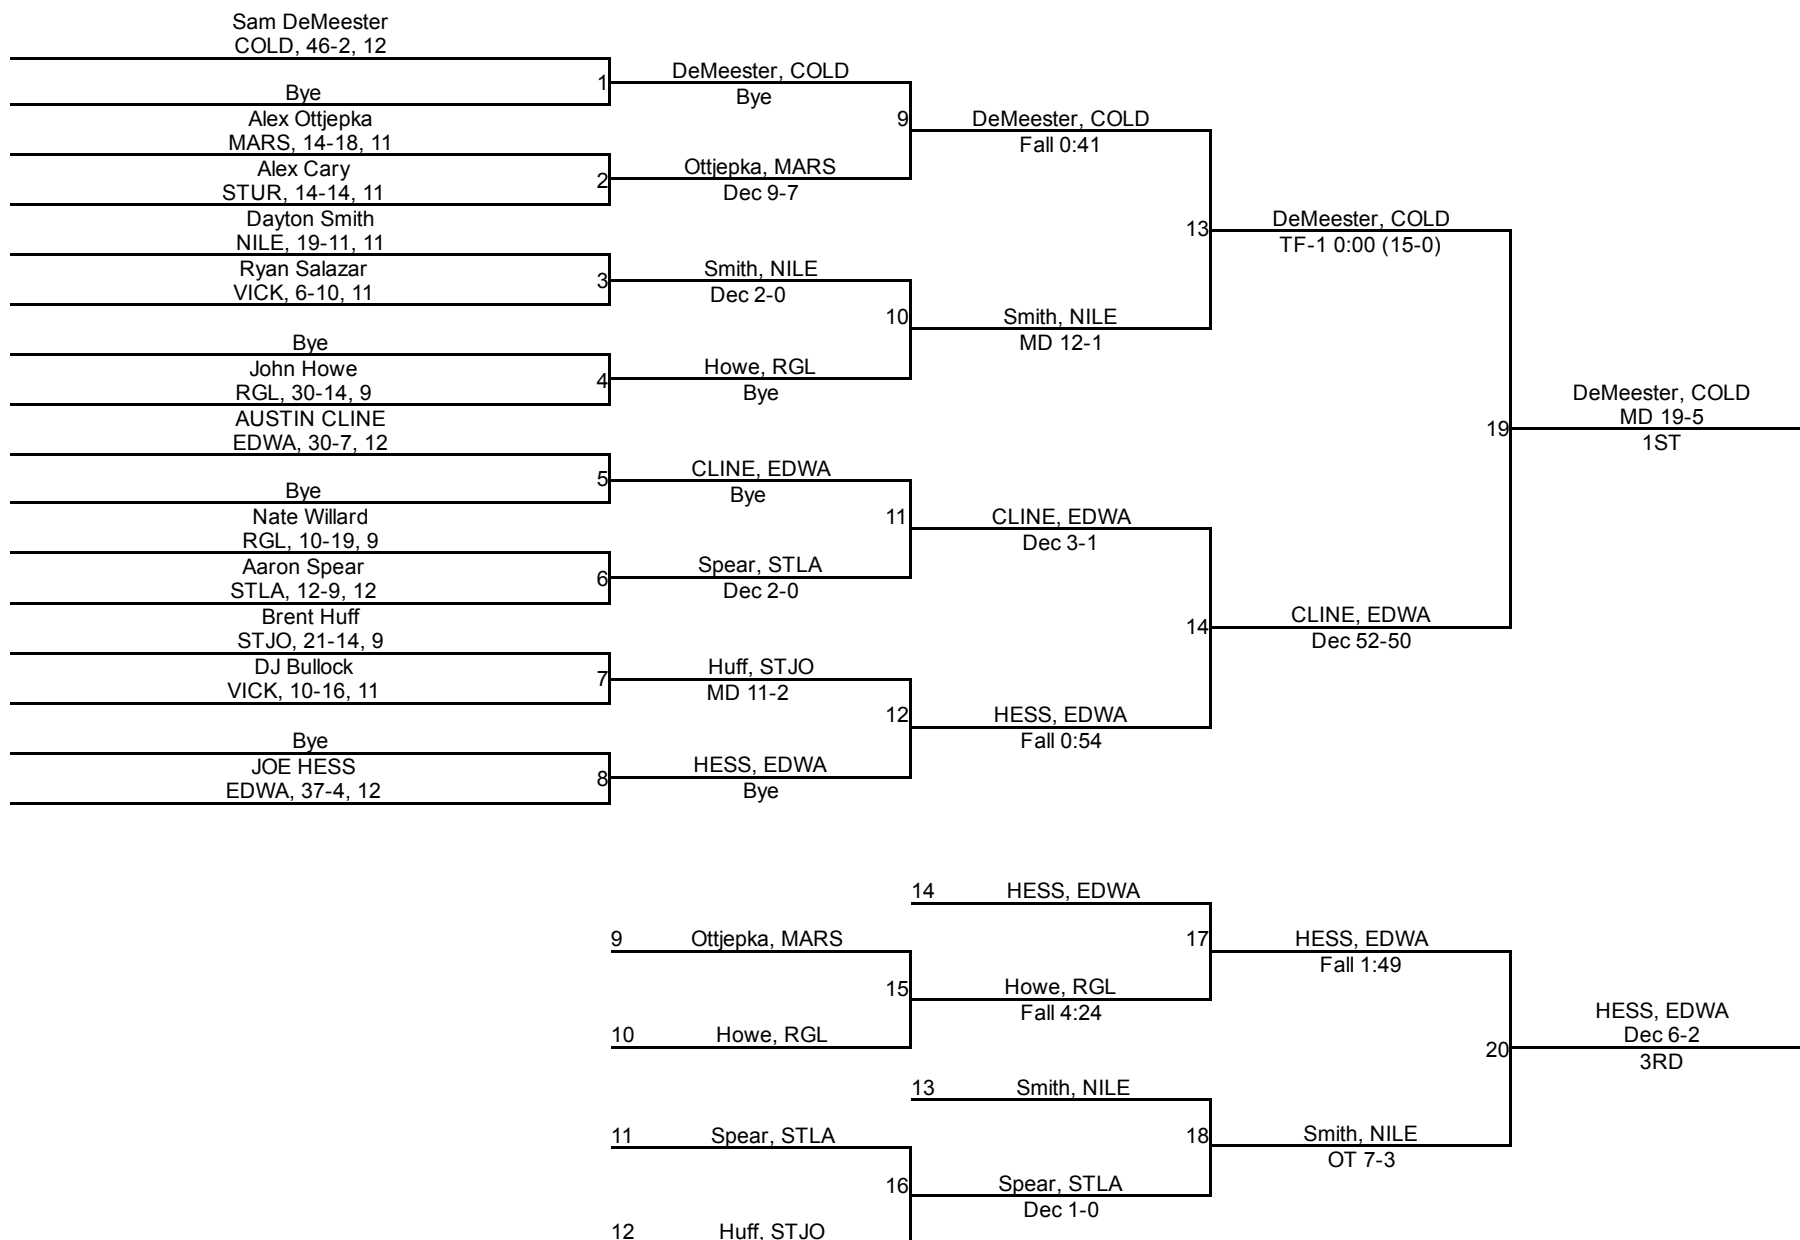 Sam DeMeester
COLD, 46-2, 12
1
Bye
DeMeester, COLD
Bye
Alex Ottjepka
MARS, 14-18, 11
2
Alex Cary
STUR, 14-14, 11
Ottjepka, MARS
Dec 9-7
9
DeMeester, COLD
Fall 0:41
Dayton Smith
NILE, 19-11, 11
3
Ryan Salazar
VICK, 6-10, 11
Smith, NILE
Dec 2-0
Bye
4
John Howe
RGL, 30-14, 9
Howe, RGL
Bye
10
Smith, NILE
MD 12-1
13
DeMeester, COLD
TF-1 0:00 (15-0)
AUSTIN CLINE
EDWA, 30-7, 12
5
Bye
CLINE, EDWA
Bye
Nate Willard
RGL, 10-19, 9
6
Aaron Spear
STLA, 12-9, 12
Spear, STLA
Dec 2-0
11
CLINE, EDWA
Dec 3-1
Brent Huff
STJO, 21-14, 9
7
DJ Bullock
VICK, 10-16, 11
Huff, STJO
MD 11-2
Bye
8
JOE HESS
EDWA, 37-4, 12
HESS, EDWA
Bye
12
HESS, EDWA
Fall 0:54
14
CLINE, EDWA
Dec 52-50
19
DeMeester, COLD
MD 19-5
1ST
14 HESS, EDWA
9 Ottjepka, MARS
15
10 Howe, RGL
Howe, RGL
Fall 4:24
17
HESS, EDWA
Fall 1:49
13 Smith, NILE
11 Spear, STLA
16
12 Huff, STJO
Spear, STLA
Dec 1-0
18
Smith, NILE
OT 7-3
20
HESS, EDWA
Dec 6-2
3RD